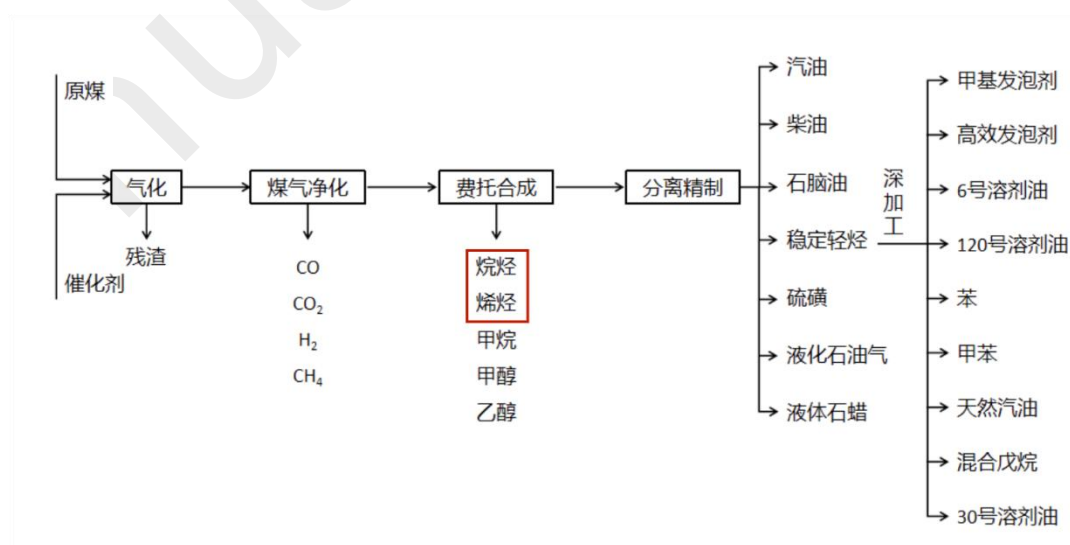 原煤
催化剂
气化
残渣
煤气净化
CO
CO₂
H₂
CH₄
费托合成
烷烃
烯烃
甲烷
甲醇
乙醇
分离精制
汽油
柴油
石脑油
稳定轻烃
硫磺
液化石油气
液体石蜡
深加工
甲基发泡剂
高效发泡剂
6号溶剂油
120号溶剂油
苯
甲苯
天然汽油
混合戊烷
30号溶剂油